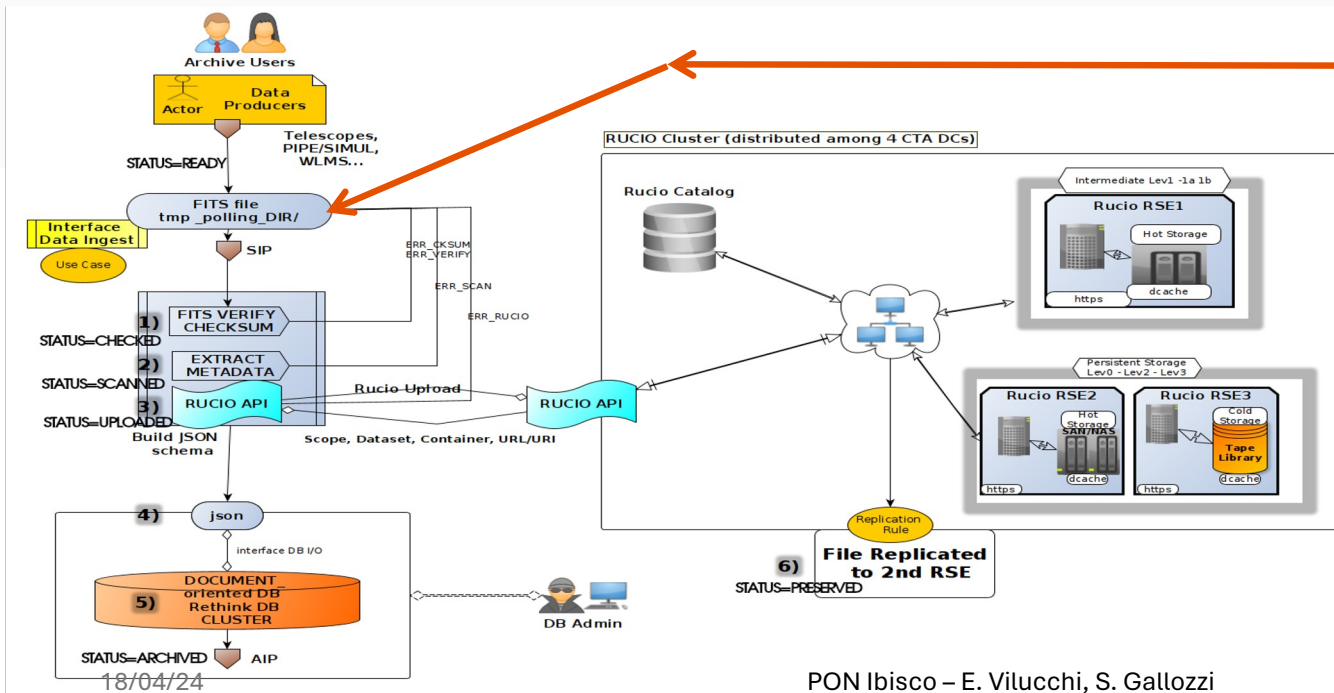 Archive Users
Actor
Data
Producers
Telescopes,
PIPE/SIMUL,
WLMS...
STATUS=READY
FITS file
tmp_polling_DIR/
Interface
Data Ingest
Use Case
SIP
ERR_CKSUM
ERR_VERIFY
ERR_SCAN
ERR_RUCIO
1)
FITS VERIFY
CHECKSUM
STATUS=CHECKED
2)
EXTRACT
METADATA
STATUS=SCANNED
3)
RUCIO API
STATUS=UPLOADED
Build JSON
schema
Rucio Upload
Scope, Dataset, Container, URL/URI
RUCIO API
4)
json
interface DB I/O
DOCUMENT_
oriented DB
5)
Rethink DB
CLUSTER
STATUS=ARCHIVED
AIP
DB Admin
RUCIO Cluster (distributed among 4 CTA DCs)
Rucio Catalog
Intermediate Lev1 -1a 1b
Rucio RSE1
Hot Storage
dcache
https
Persistent Storage
Lev0 - Lev2 - Lev3
Rucio RSE2
Hot
Storage
SAN/NAS
dcache
https
Rucio RSE3
Cold
Storage
Tape
Library
dcache
https
Replication
Rule
6)
File Replicated
to 2nd RSE
STATUS=PRESERVED
18/04/24
PON Ibisco – E. Vilucchi, S. Gallozzi